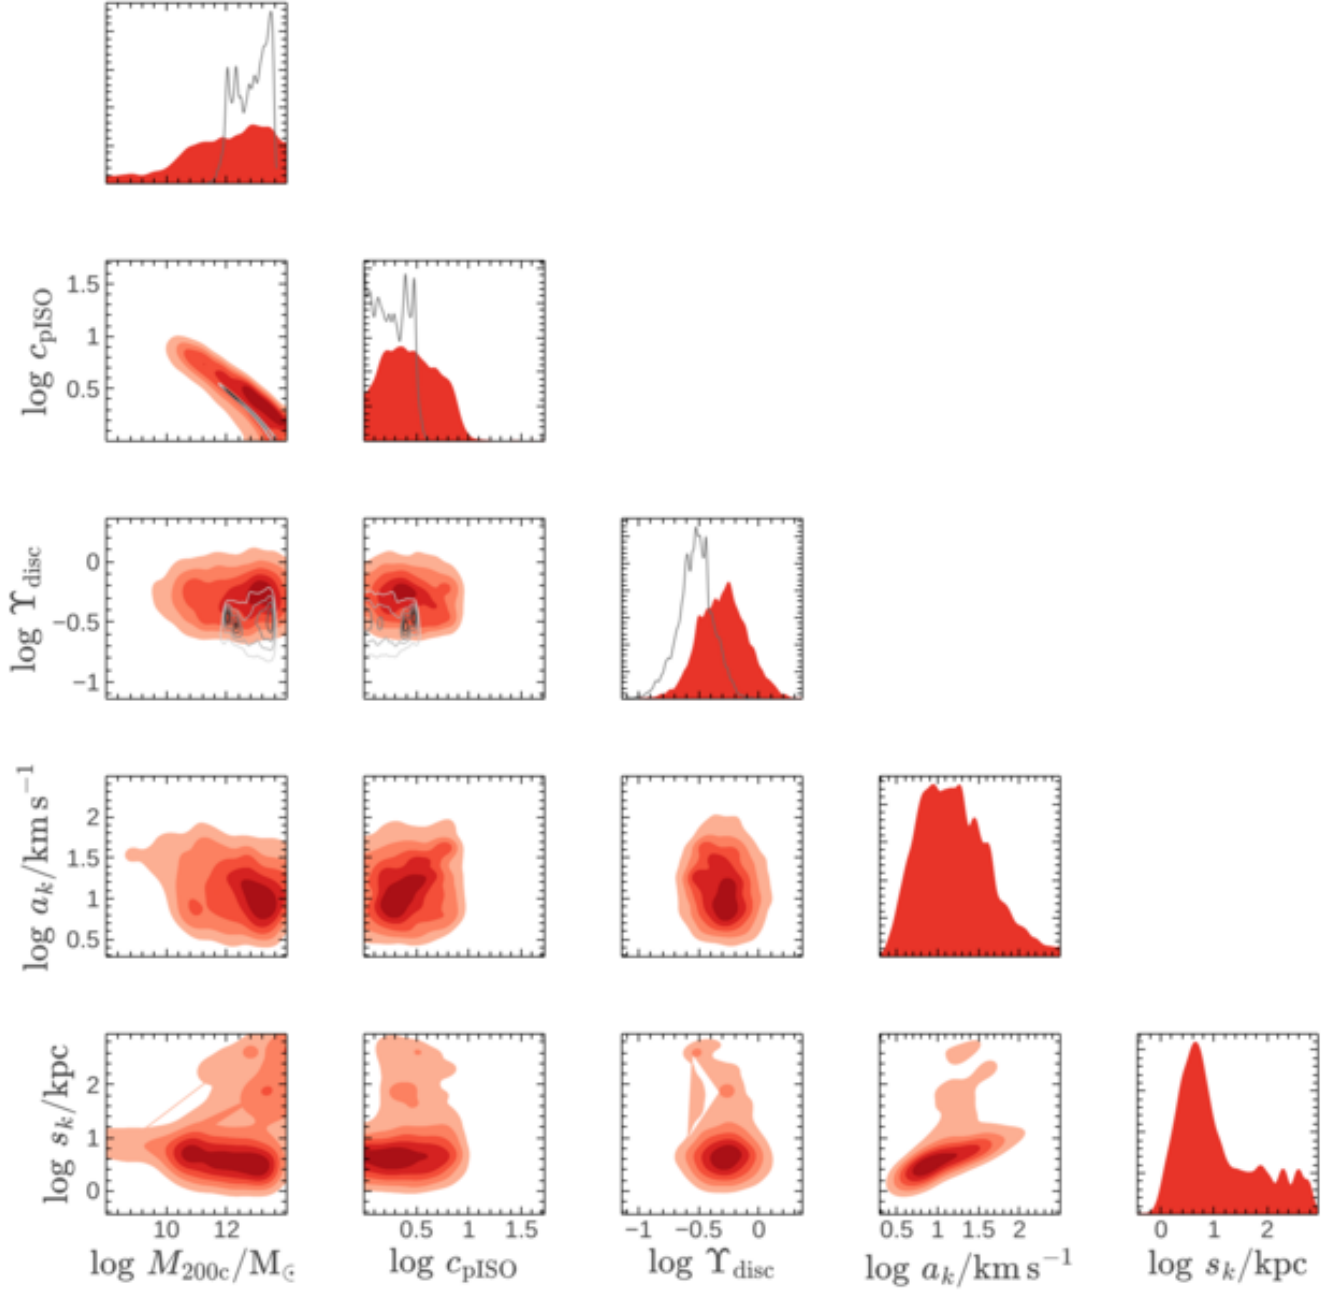 log c_pISO
1.5
1
0.5
log ϒ_disc
0
−0.5
−1
log a_k/km s^−1
2
1.5
1
0.5
log s_k/kpc
2
1
0
10 12
0.5 1 1.5
−1 −0.5 0
0.5 1 1.5 2
0 1 2
log M_200c/M_⊙
log c_pISO
log ϒ_disc
log a_k/km s^−1
log s_k/kpc